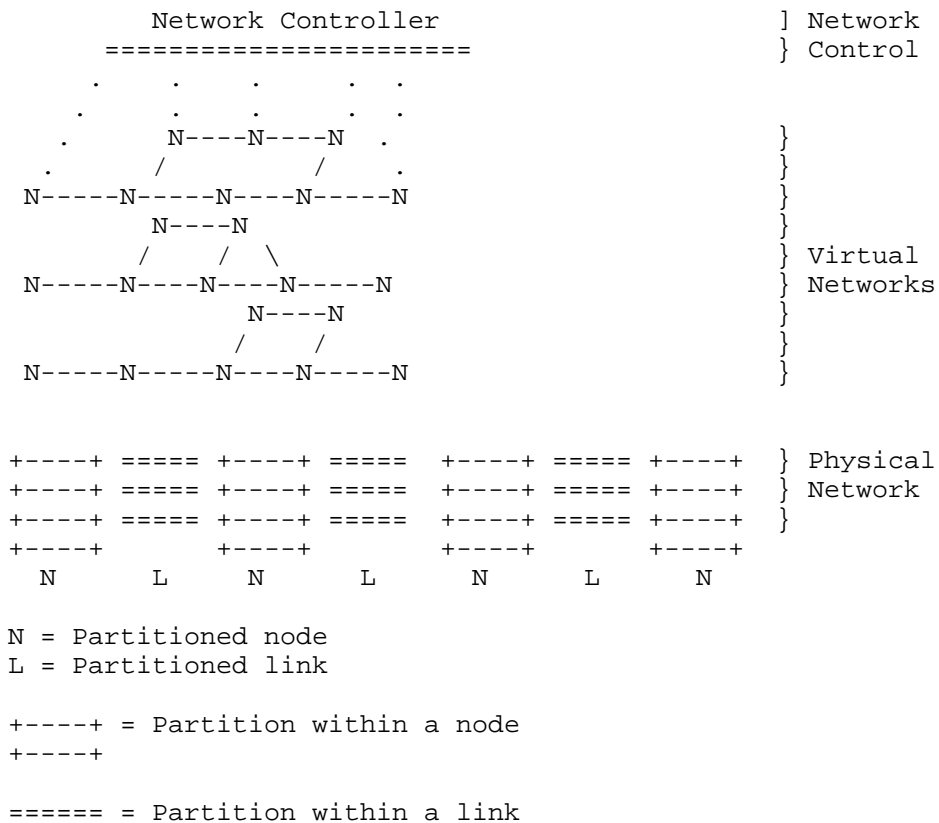 Network Controller                     ] Network
      =======================                   } Control
     .    .    .     .  .
    .     .    .     .  .
   .      N----N----N  .                        }
  .      /         /    .                       }
 N-----N-----N----N-----N                       }
         N----N                                 }
        /    /  \                               } Virtual
 N-----N----N----N-----N                        } Networks
               N----N                           }
              /    /                            }
 N-----N-----N----N-----N                       }
+----+ ===== +----+ =====  +----+ ===== +----+  } Physical
+----+ ===== +----+ =====  +----+ ===== +----+  } Network
+----+ ===== +----+ =====  +----+ ===== +----+  }
+----+       +----+        +----+       +----+
  N      L     N      L      N      L     N
N = Partitioned node
L = Partitioned link
+----+ = Partition within a node
+----+
====== = Partition within a link